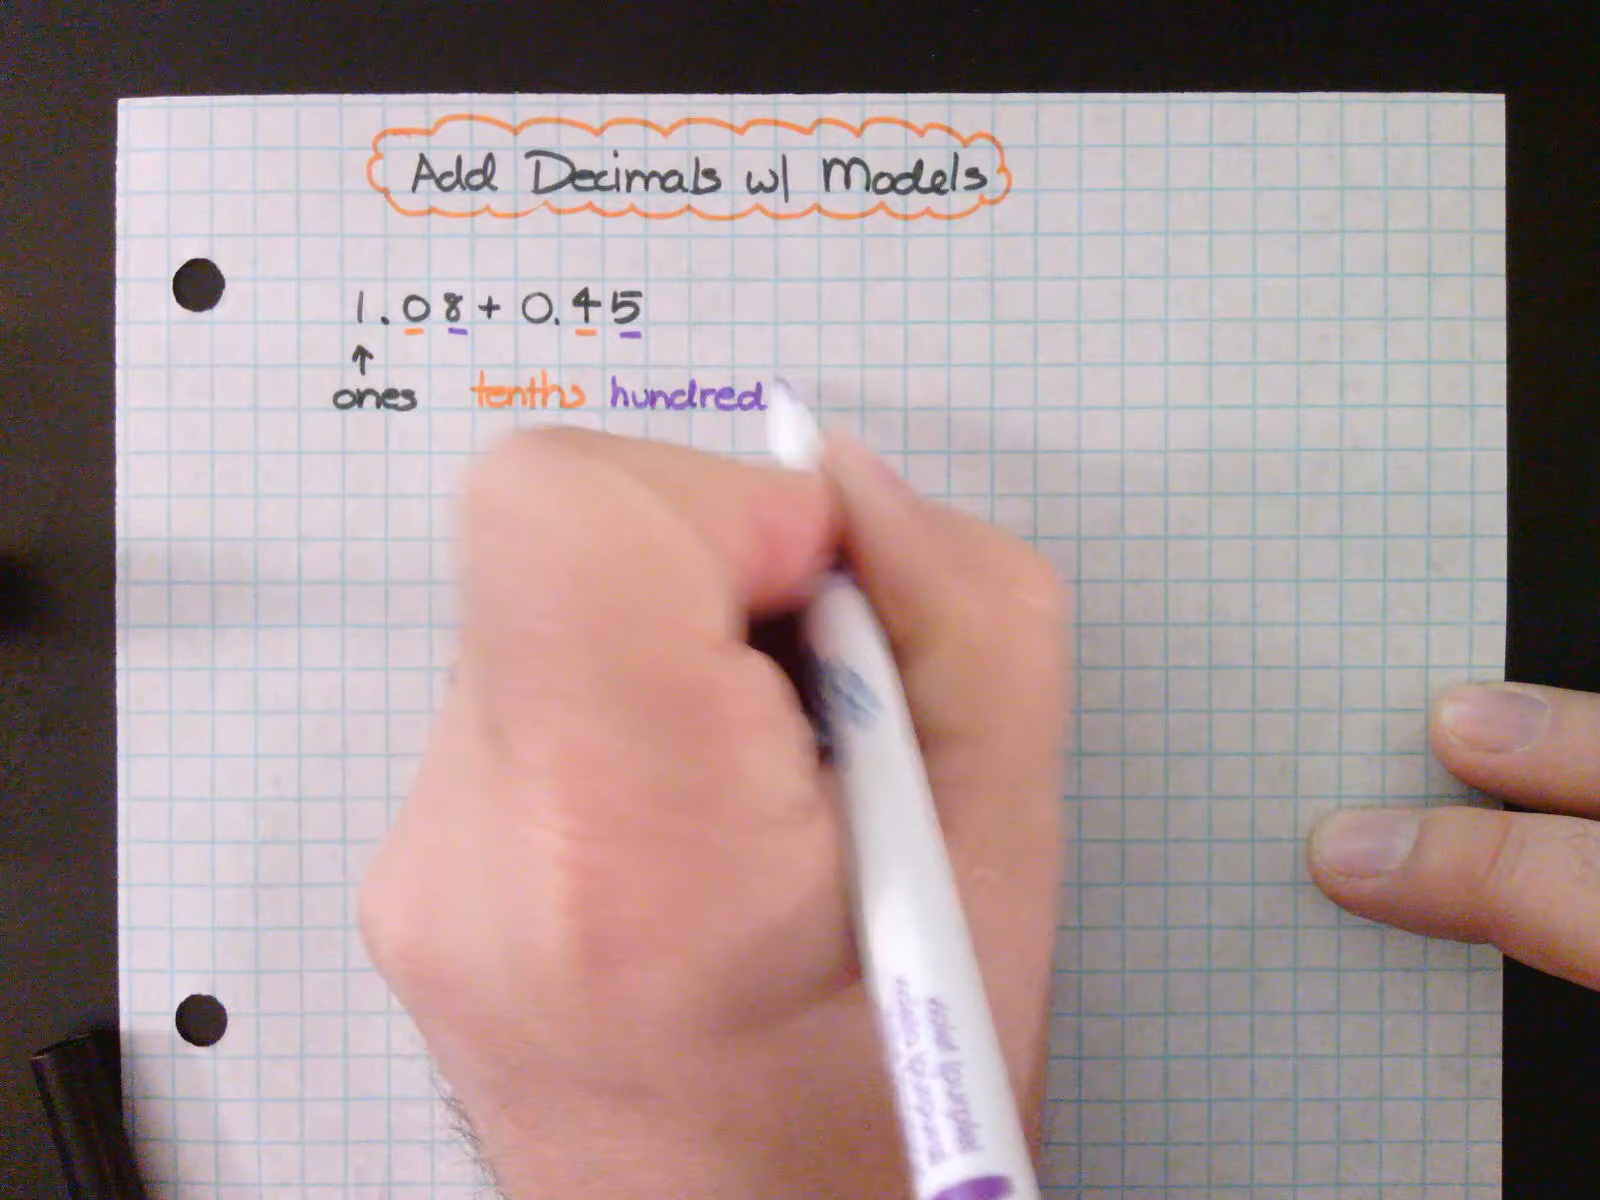 Add Decimals w/ Models
1.08 + 0.45
↑
ones tenths hundred